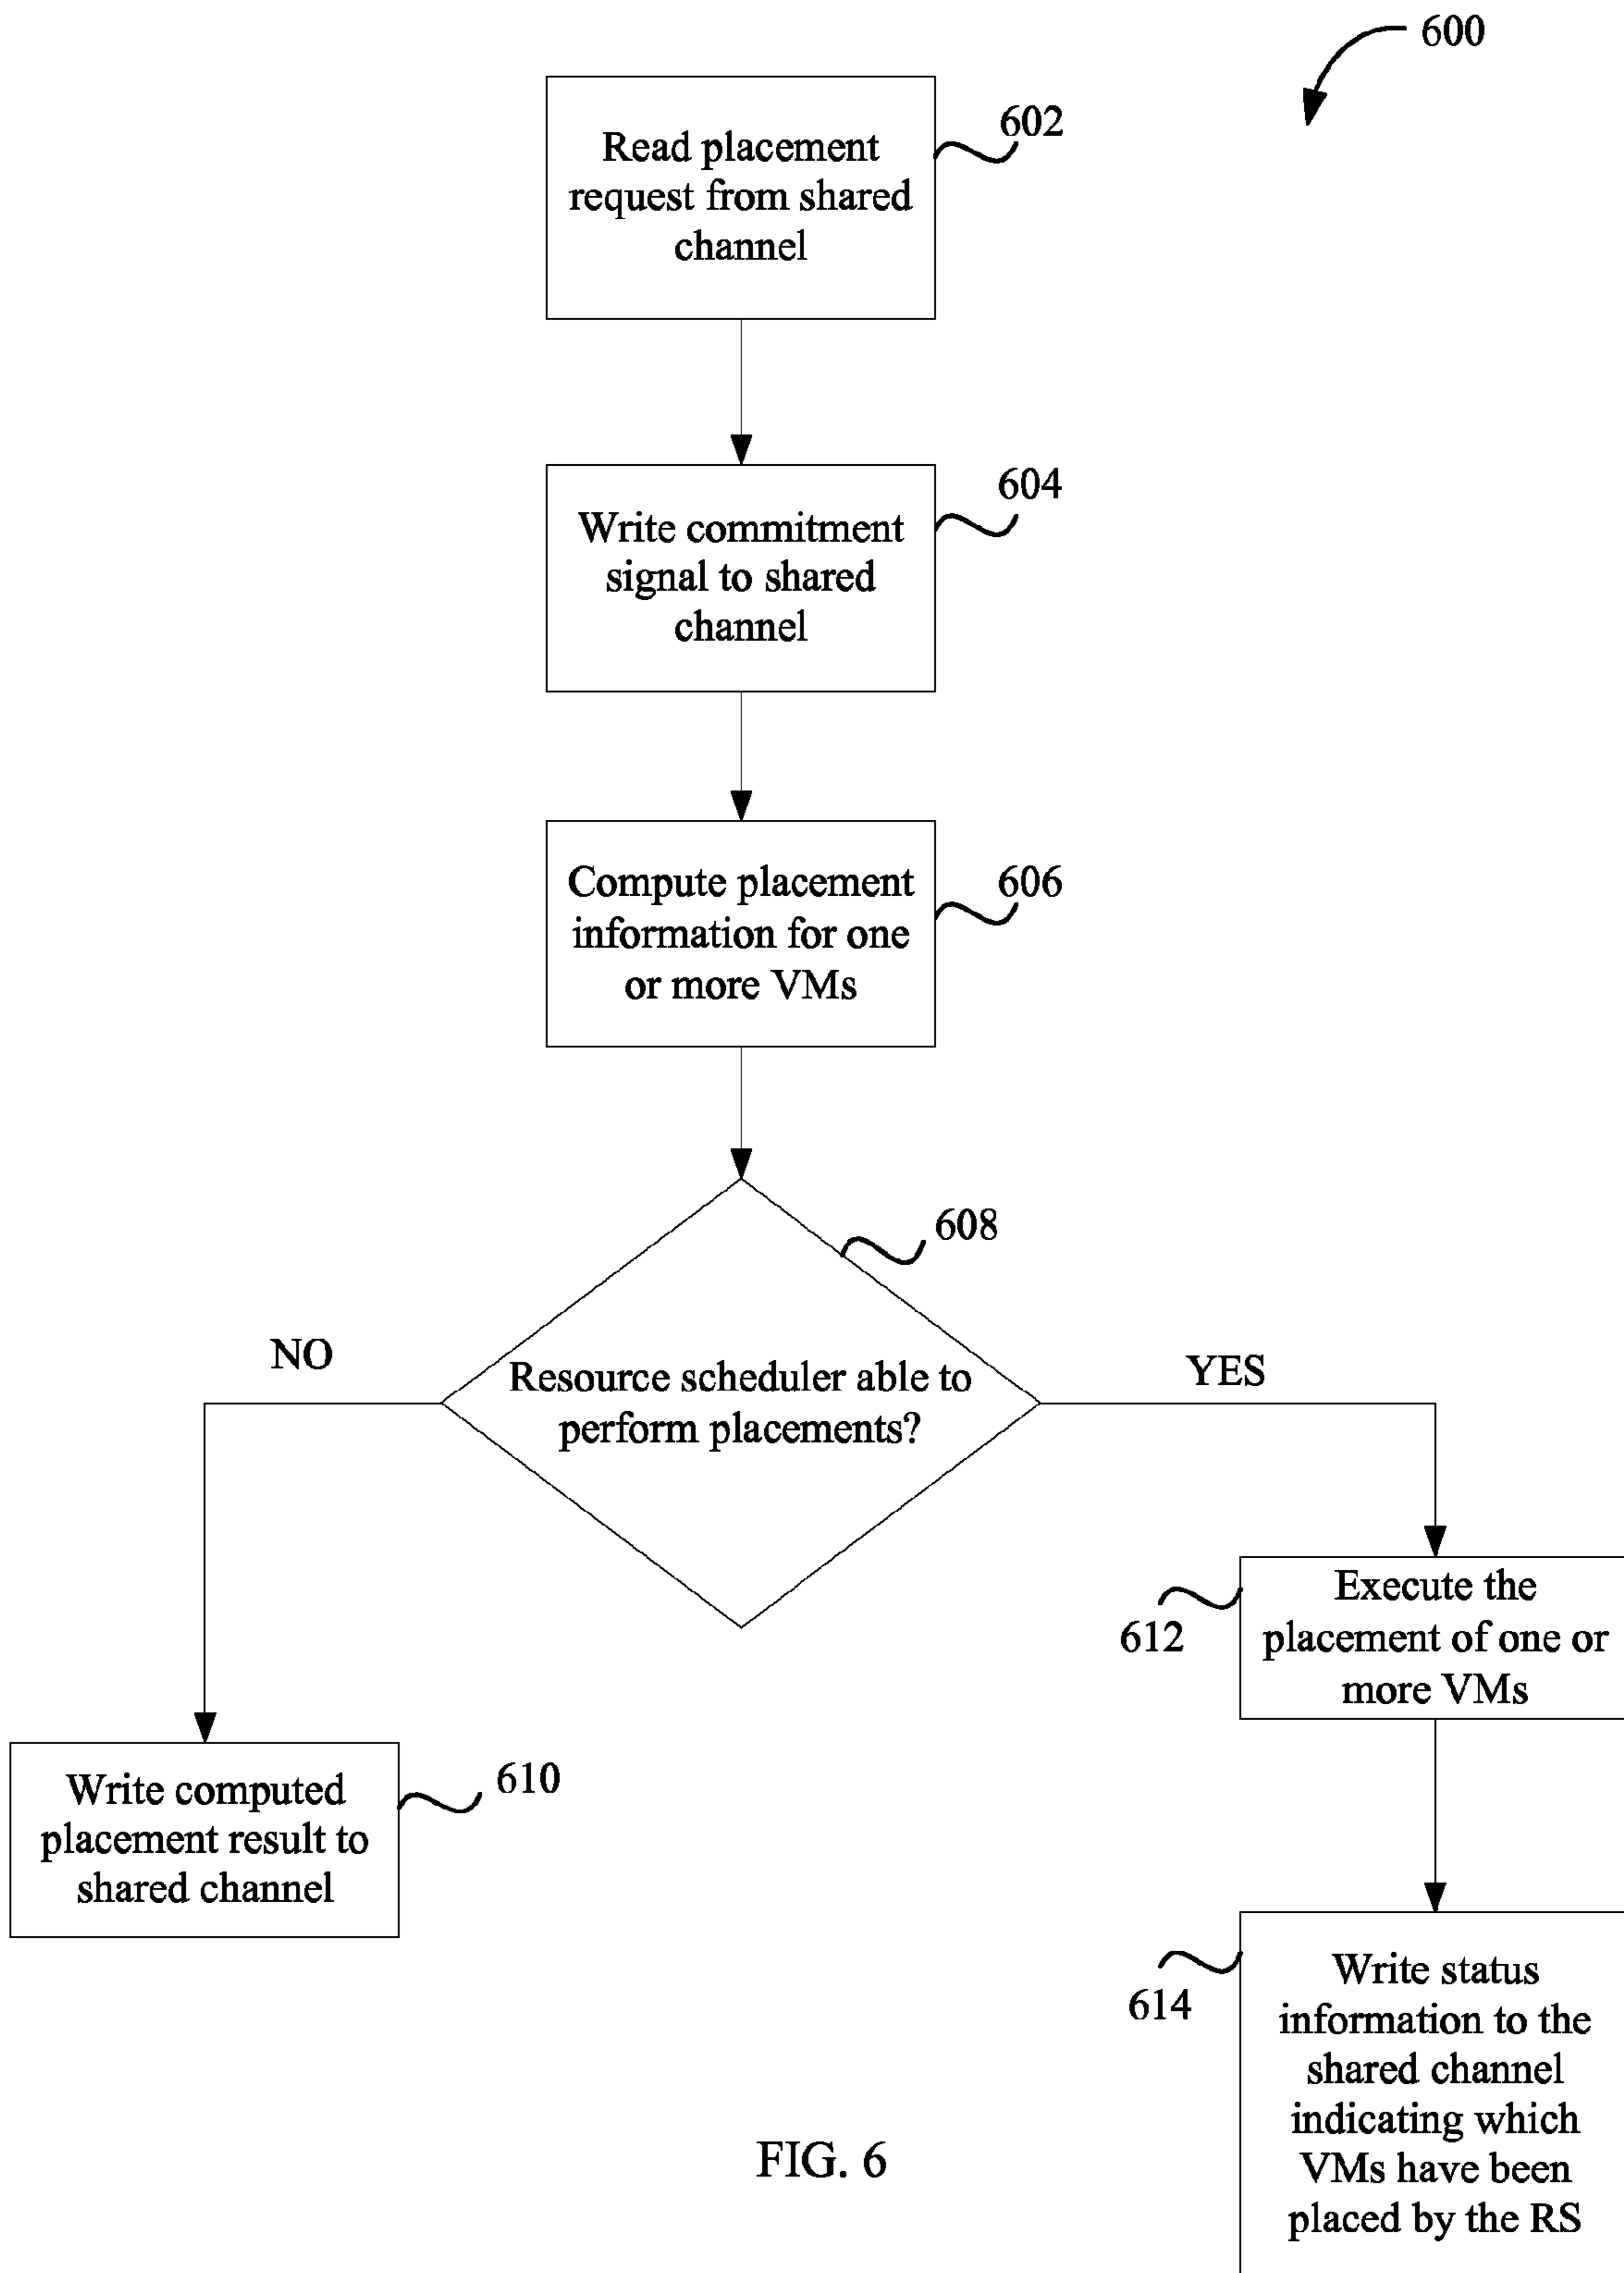 600
602
Read placement
request from shared
channel
604
Write commitment
signal to shared
channel
606
Compute placement
information for one
or more VMs
608
NO
YES
Resource scheduler able to
perform placements?
612
Execute the
placement of one or
more VMs
610
Write computed
placement result to
shared channel
614
Write status
information to the
shared channel
indicating which
VMs have been
placed by the RS
FIG. 6